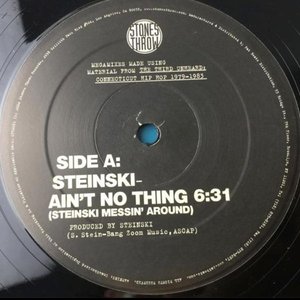 STONES
THROW
MEGAMIXES MADE USING
MATERIAL FROM THE THIRD UNHEARD:
CONNECTICUT HIP HOP 1979-1983
SIDE A:
STEINSKI-
AIN'T NO THING 6:31
(STEINSKI MESSIN' AROUND)
PRODUCED BY STEINSKI
(S. Stein-Bang Zoom Music, ASCAP)